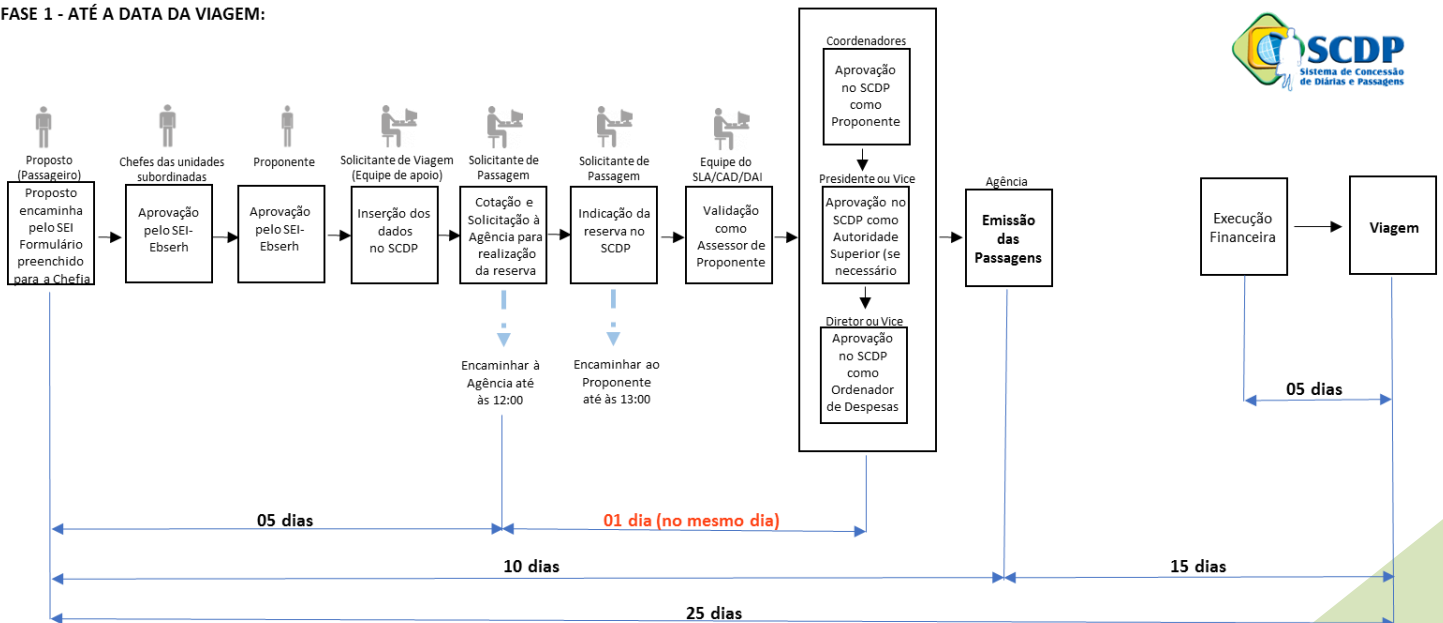 FASE 1 - ATÉ A DATA DA VIAGEM:
SCDP
Sistema de Concessão
de Diárias e Passagens
Proposto
(Passageiro)
Proposto
encaminha
pelo SEI
Formulário
preenchido
para a Chefia
Chefes das unidades
subordinadas
Aprovação
pelo SEI-
Ebserh
Proponente
Aprovação
pelo SEI-
Ebserh
Solicitante de Viagem
(Equipe de apoio)
Inserção dos
dados
no SCDP
Solicitante de
Passagem
Cotação e
Solicitação à
Agência para
realização
da reserva
Encaminhar à
Agência até
às 12:00
Solicitante de
Passagem
Indicação da
reserva no
SCDP
Encaminhar ao
Proponente
até às 13:00
Equipe do
SLA/CAD/DAI
Validação
como
Assessor de
Proponente
Coordenadores
Aprovação
no SCDP
como
Proponente
Presidente ou Vice
Aprovação no
SCDP como
Autoridade
Superior (se
necessário
Diretor ou Vice
Aprovação
no SCDP
como
Ordenador
de Despesas
Agência
Emissão
das
Passagens
Execução
Financeira
Viagem
05 dias
05 dias
01 dia (no mesmo dia)
10 dias
15 dias
25 dias